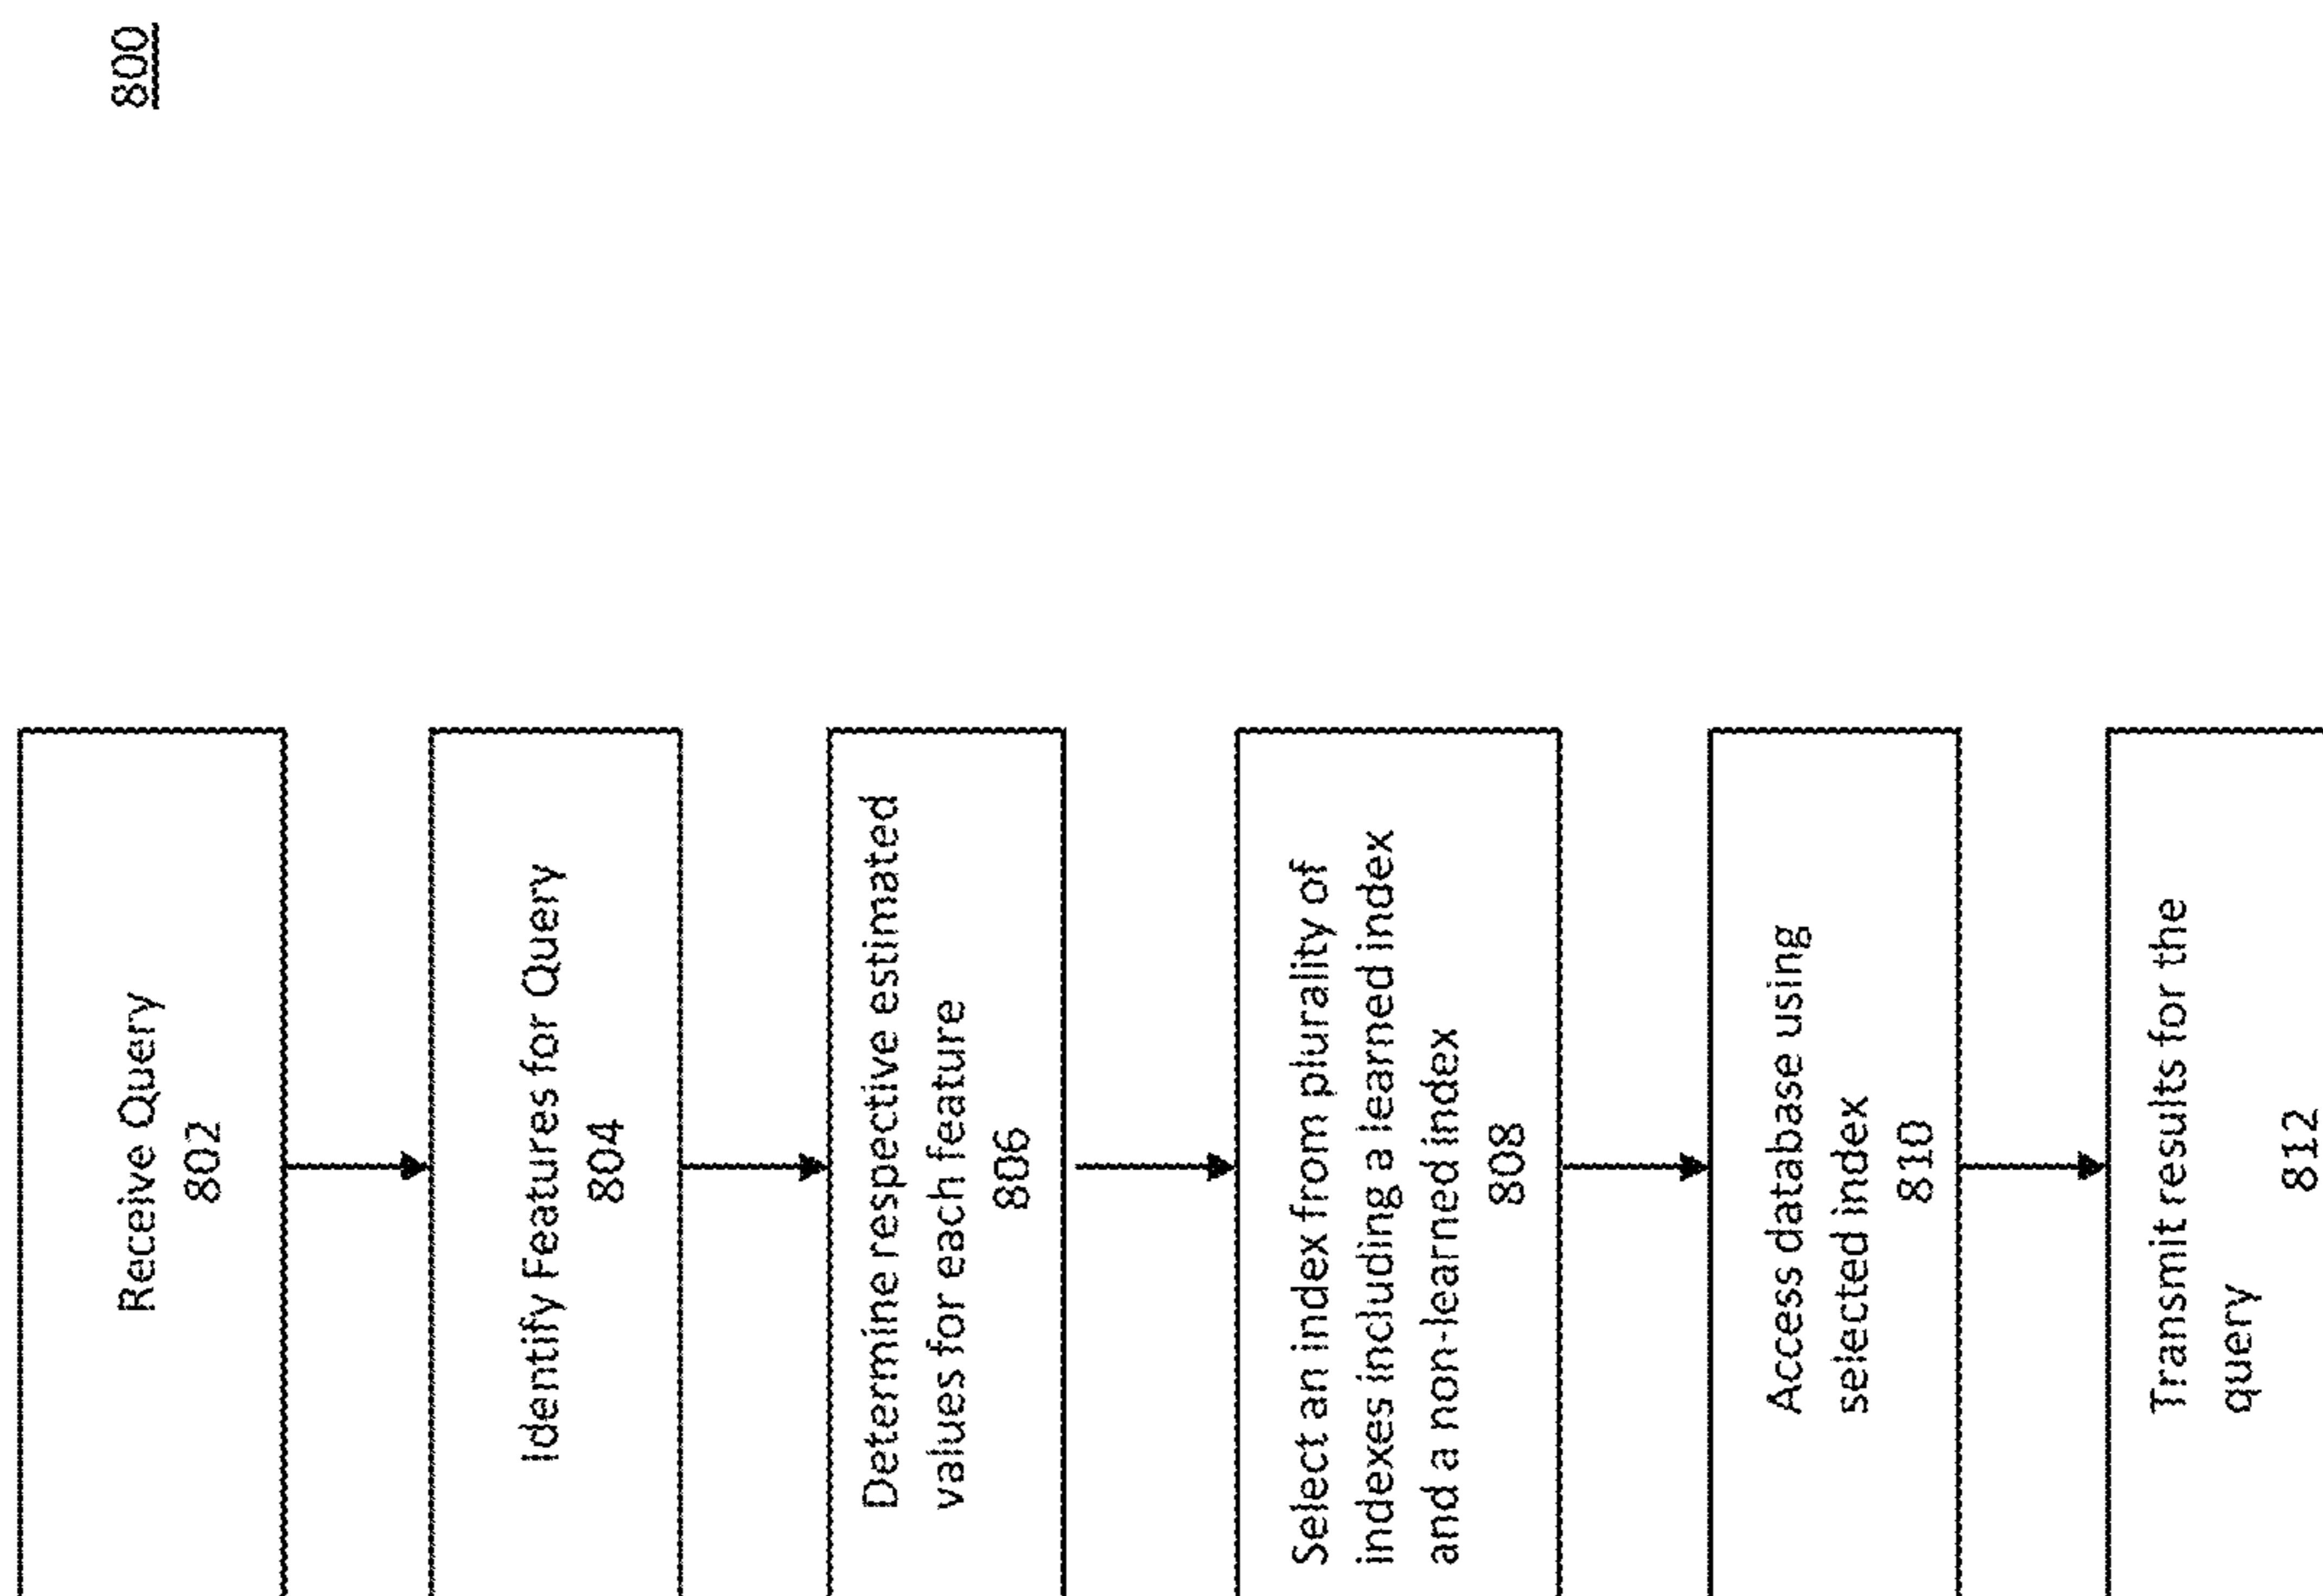 800
Receive Query
802
Identify Features for Query
804
Determine respective estimated
values for each feature
806
Select an index from plurality of
indexes including a learned index
and a non-learned index
808
Access database using
selected index
810
Transmit results for the
query
812